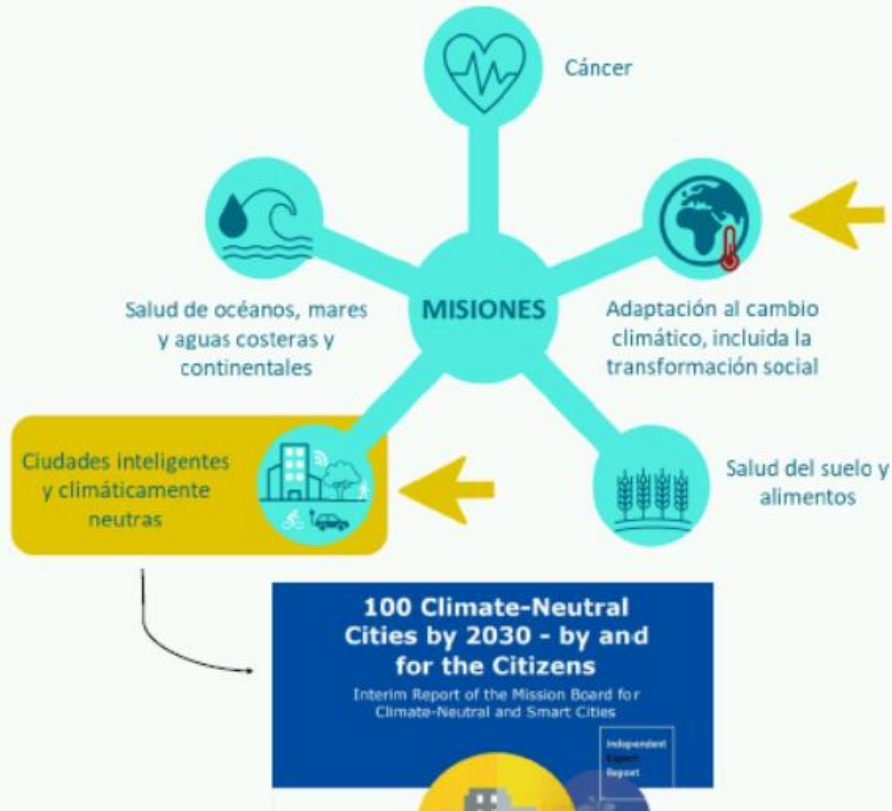 Cáncer
MISIONES
Adaptación al cambio
climático, incluida la
transformación social
Salud de océanos, mares
y aguas costeras y
continentales
Ciudades inteligentes
y climáticamente
neutras
Salud del suelo y
alimentos
100 Climate-Neutral
Cities by 2030 - by and
for the Citizens
Interim Report of the Mission Board for
Climate-Neutral and Smart Cities
Independent
Expert
Report